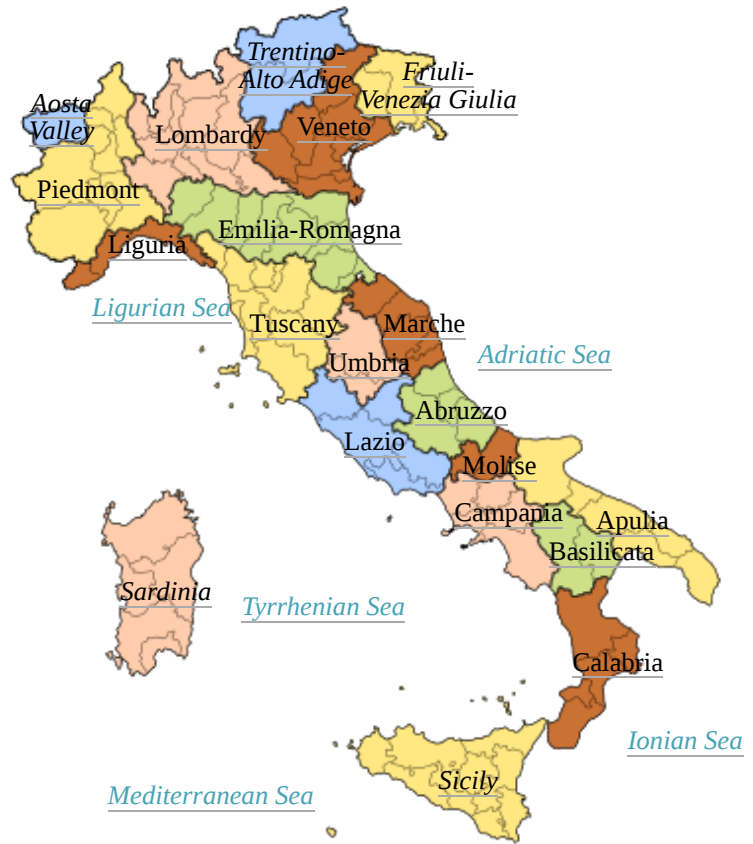 Trentino-
Alto Adige
Friuli-
Venezia Giulia
Aosta
Valley
Lombardy
Veneto
Piedmont
Emilia-Romagna
Liguria
Ligurian Sea
Tuscany
Marche
Adriatic Sea
Umbria
Abruzzo
Lazio
Molise
Campania
Apulia
Basilicata
Sardinia
Tyrrhenian Sea
Calabria
Ionian Sea
Sicily
Mediterranean Sea